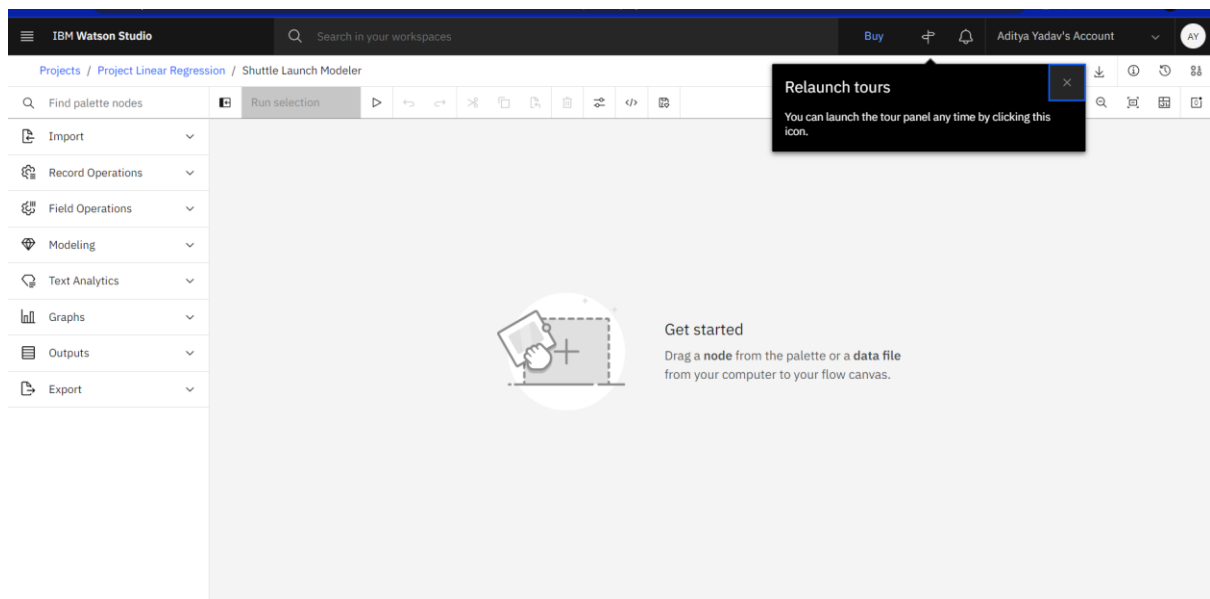 IBM Watson Studio
Search in your workspaces
Buy
Aditya Yadav's Account
AY
Projects / Project Linear Regression / Shuttle Launch Modeler
Relaunch tours
You can launch the tour panel any time by clicking this
icon.
Find palette nodes
Run selection
Import
Record Operations
Field Operations
Modeling
Text Analytics
Graphs
Outputs
Export
Get started
Drag a node from the palette or a data file
from your computer to your flow canvas.